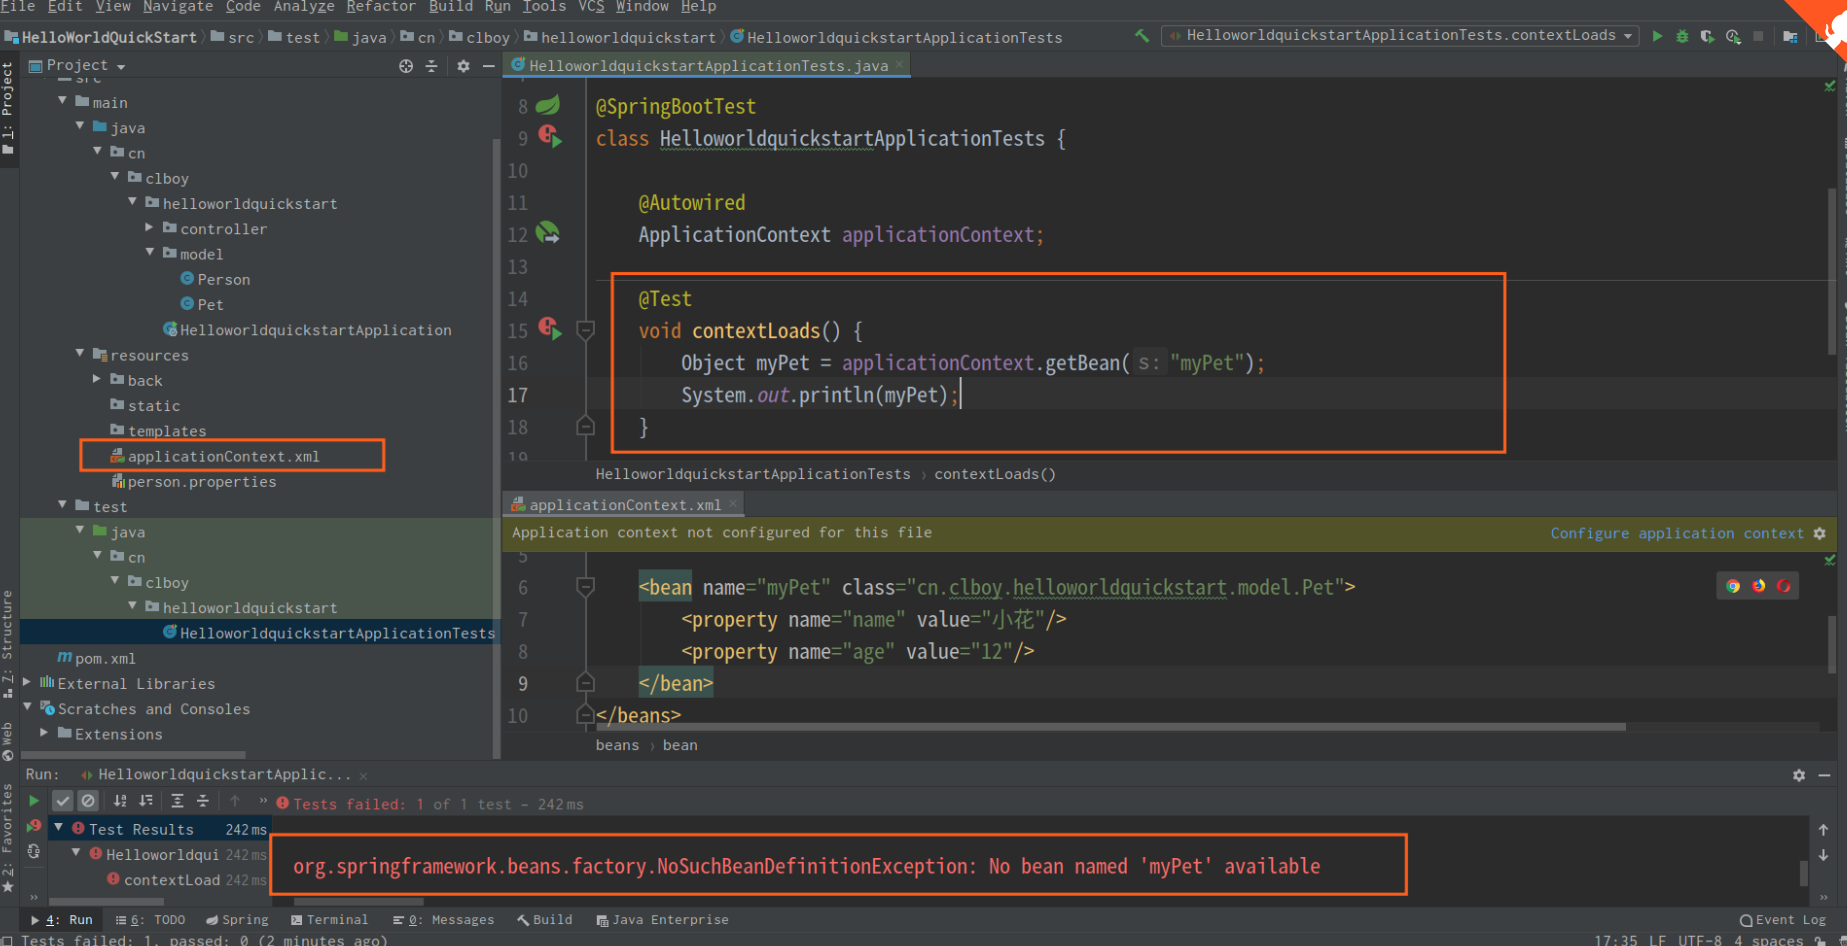 File Edit View Navigate Code Analyze Refactor Build Run Tools VCS Window Help
HelloWorldQuickStart src test java cn clboy helloworldquickstart HelloworldquickstartApplicationTests HelloworldquickstartApplicationTests.contextLoads
1: Project
Project
HelloworldquickstartApplicationTests.java
src
main
java
cn
clboy
helloworldquickstart
controller
model
Person
Pet
HelloworldquickstartApplication
resources
back
static
templates
applicationContext.xml
person.properties
test
java
cn
clboy
helloworldquickstart
HelloworldquickstartApplicationTests
pom.xml
External Libraries
Scratches and Consoles
Extensions
8 @SpringBootTest
9 class HelloworldquickstartApplicationTests {
10
11 @Autowired
12 ApplicationContext applicationContext;
13
14 @Test
15 void contextLoads() {
16 Object myPet = applicationContext.getBean( s: "myPet");
17 System.out.println(myPet);
18 }
19
HelloworldquickstartApplicationTests › contextLoads()
applicationContext.xml
Application context not configured for this file Configure application context
5
6 <bean name="myPet" class="cn.clboy.helloworldquickstart.model.Pet">
7 <property name="name" value="小花"/>
8 <property name="age" value="12"/>
9 </bean>
10 </beans>
beans › bean
7: Structure
Web
2: Favorites
Run: HelloworldquickstartApplic...
Tests failed: 1 of 1 test – 242 ms
Test Results 242 ms
Helloworldqui 242 ms
contextLoad 242 ms
org.springframework.beans.factory.NoSuchBeanDefinitionException: No bean named 'myPet' available
4: Run 6: TODO Spring Terminal 0: Messages Build Java Enterprise Event Log
Tests failed: 1, passed: 0 (2 minutes ago) 17:35 LF UTF-8 4 spaces